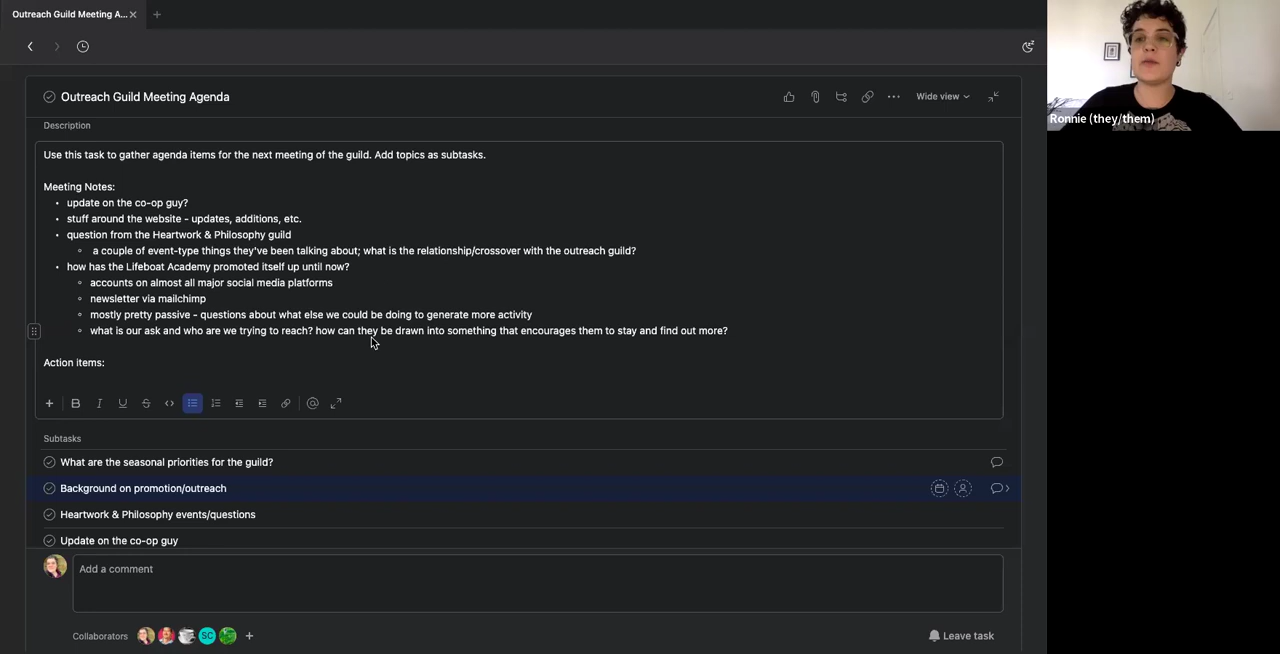 Outreach Guild Meeting A...
Outreach Guild Meeting Agenda
Wide view
Ronnie (they/them)
Description
Use this task to gather agenda items for the next meeting of the guild. Add topics as subtasks.
Meeting Notes:
update on the co-op guy?
stuff around the website - updates, additions, etc.
question from the Heartwork & Philosophy guild
a couple of event-type things they've been talking about; what is the relationship/crossover with the outreach guild?
how has the Lifeboat Academy promoted itself up until now?
accounts on almost all major social media platforms
newsletter via mailchimp
mostly pretty passive - questions about what else we could be doing to generate more activity
what is our ask and who are we trying to reach? how can they be drawn into something that encourages them to stay and find out more?
Action items:
Subtasks
What are the seasonal priorities for the guild?
Background on promotion/outreach
Heartwork & Philosophy events/questions
Update on the co-op guy
Add a comment
Collaborators
SC
Leave task